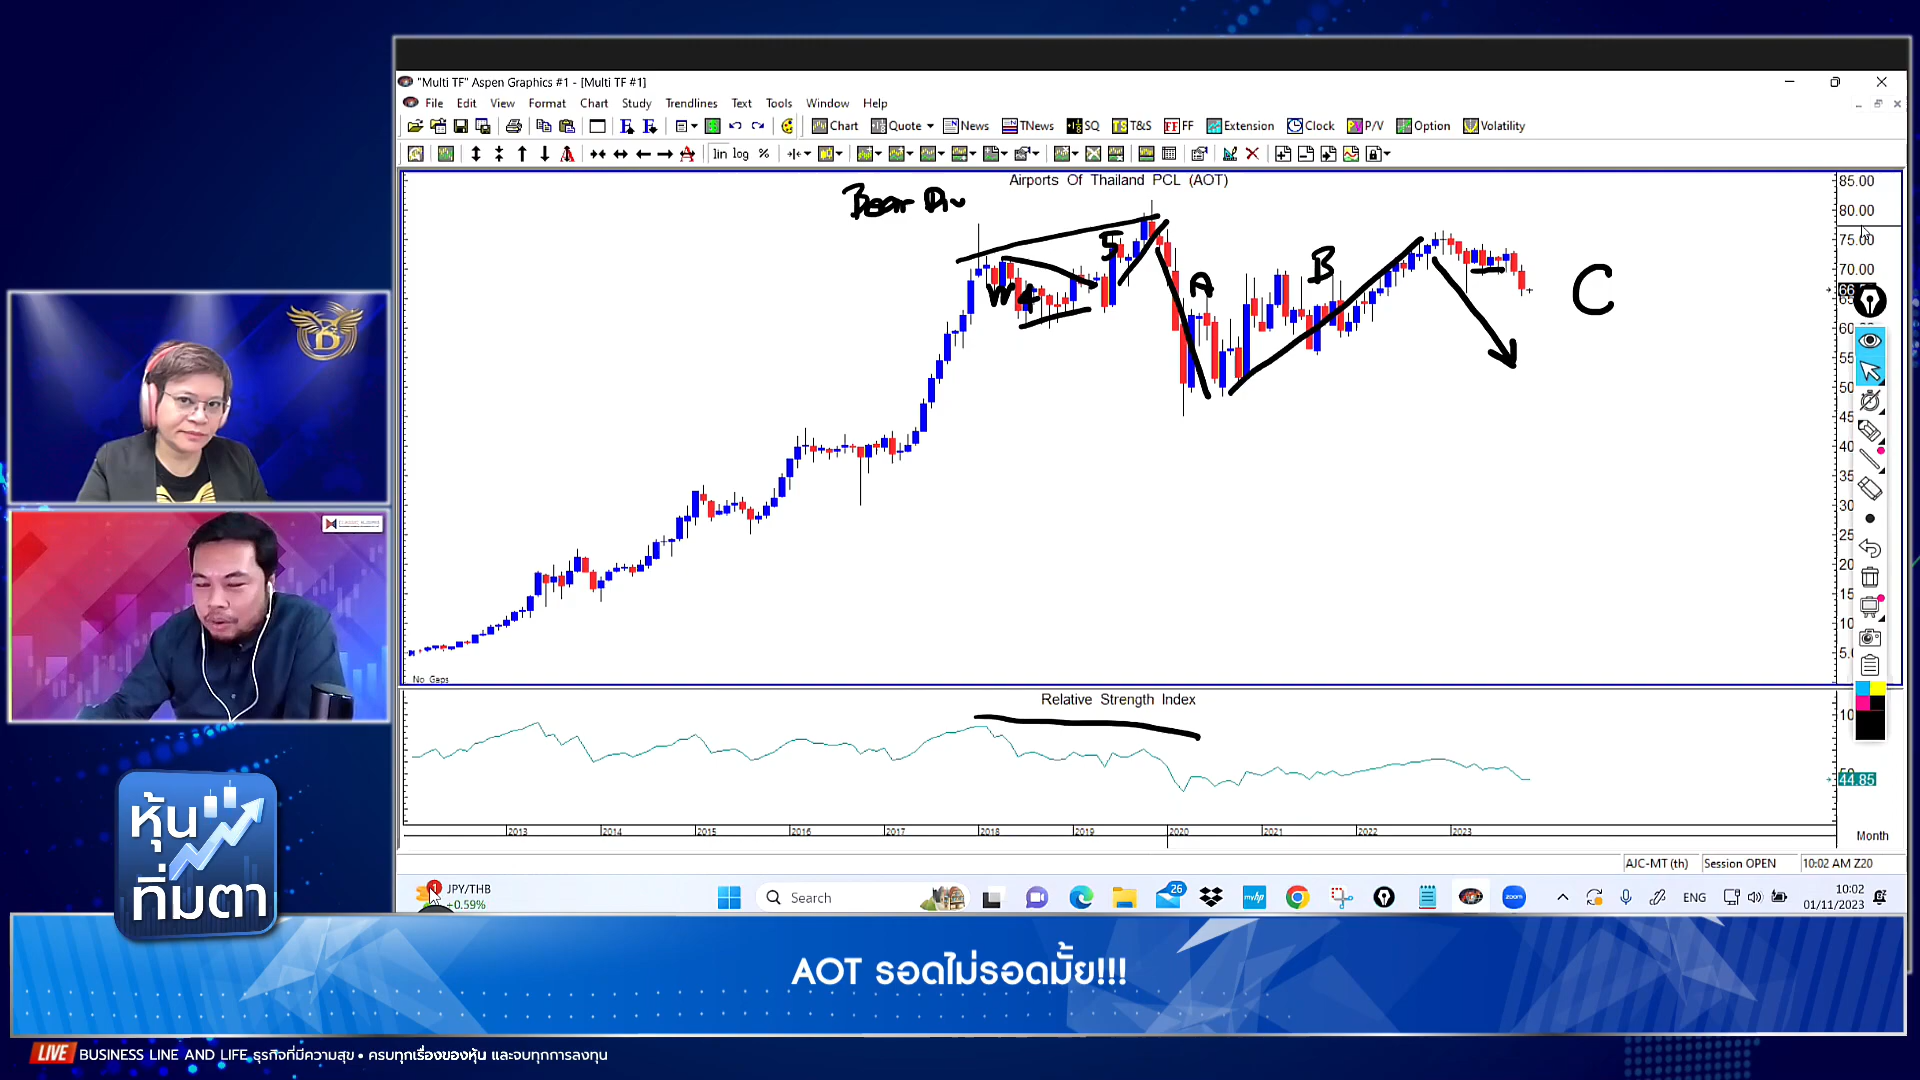 "Multi TF" Aspen Graphics #1 - [Multi TF #1]
File Edit View Format Chart Study Trendlines Text Tools Window Help
Chart Quote News TNews SQ T&S FF Extension Clock P/V Option Volatility
lin log %
Airports Of Thailand PCL (AOT)
Bear Div
W4
5
A
B
C
85.00
80.00
75.00
70.00
No Gaps
Relative Strength Index
44.85
2013 2014 2015 2016 2017 2018 2019 2020 2021 2022 2023
Month
AJC-MT (th) Session OPEN 10:02 AM Z20
JPY/THB
+0.59%
Search
26
myhp
zoom
ENG
10:02
01/11/2023
หุ้น
ทิ่มตา
AOT รอดไม่รอดมั้ย!!!
LIVE BUSINESS LINE AND LIFE ธุรกิจที่มีความสุข • ครบทุกเรื่องของหุ้น และจบทุกการลงทุน